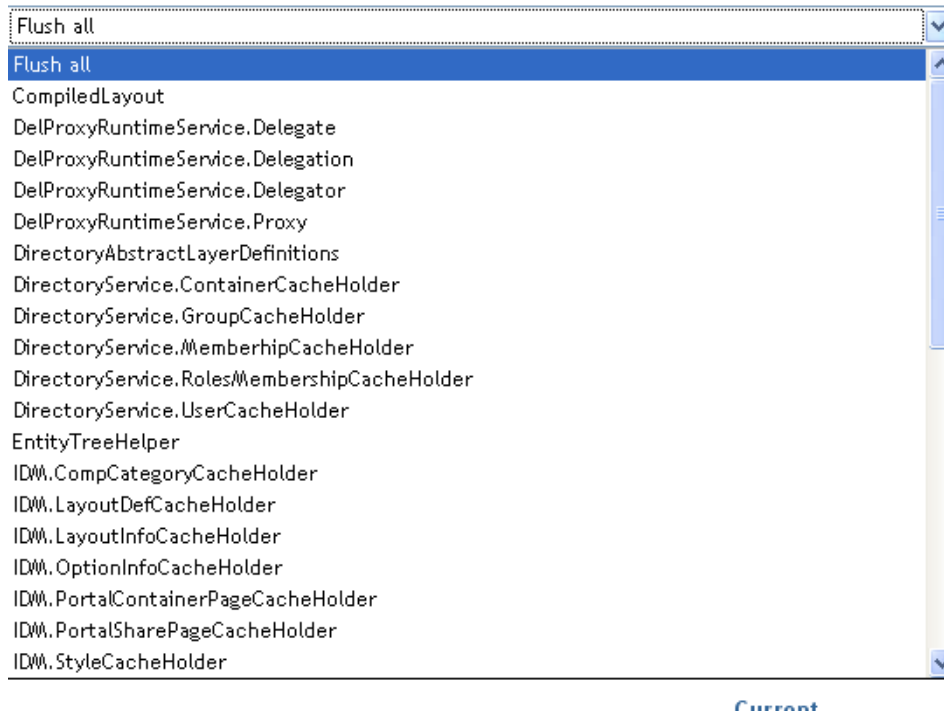 Flush all
Flush all
CompiledLayout
DelProxyRuntimeService.Delegate
DelProxyRuntimeService.Delegation
DelProxyRuntimeService.Delegator
DelProxyRuntimeService.Proxy
DirectoryAbstractLayerDefinitions
DirectoryService.ContainerCacheHolder
DirectoryService.GroupCacheHolder
DirectoryService.MemberhipCacheHolder
DirectoryService.RolesMembershipCacheHolder
DirectoryService.UserCacheHolder
EntityTreeHelper
IDM.CompCategoryCacheHolder
IDM.LayoutDefCacheHolder
IDM.LayoutInfoCacheHolder
IDM.OptionInfoCacheHolder
IDM.PortalContainerPageCacheHolder
IDM.PortalSharePageCacheHolder
IDM.StyleCacheHolder
Current